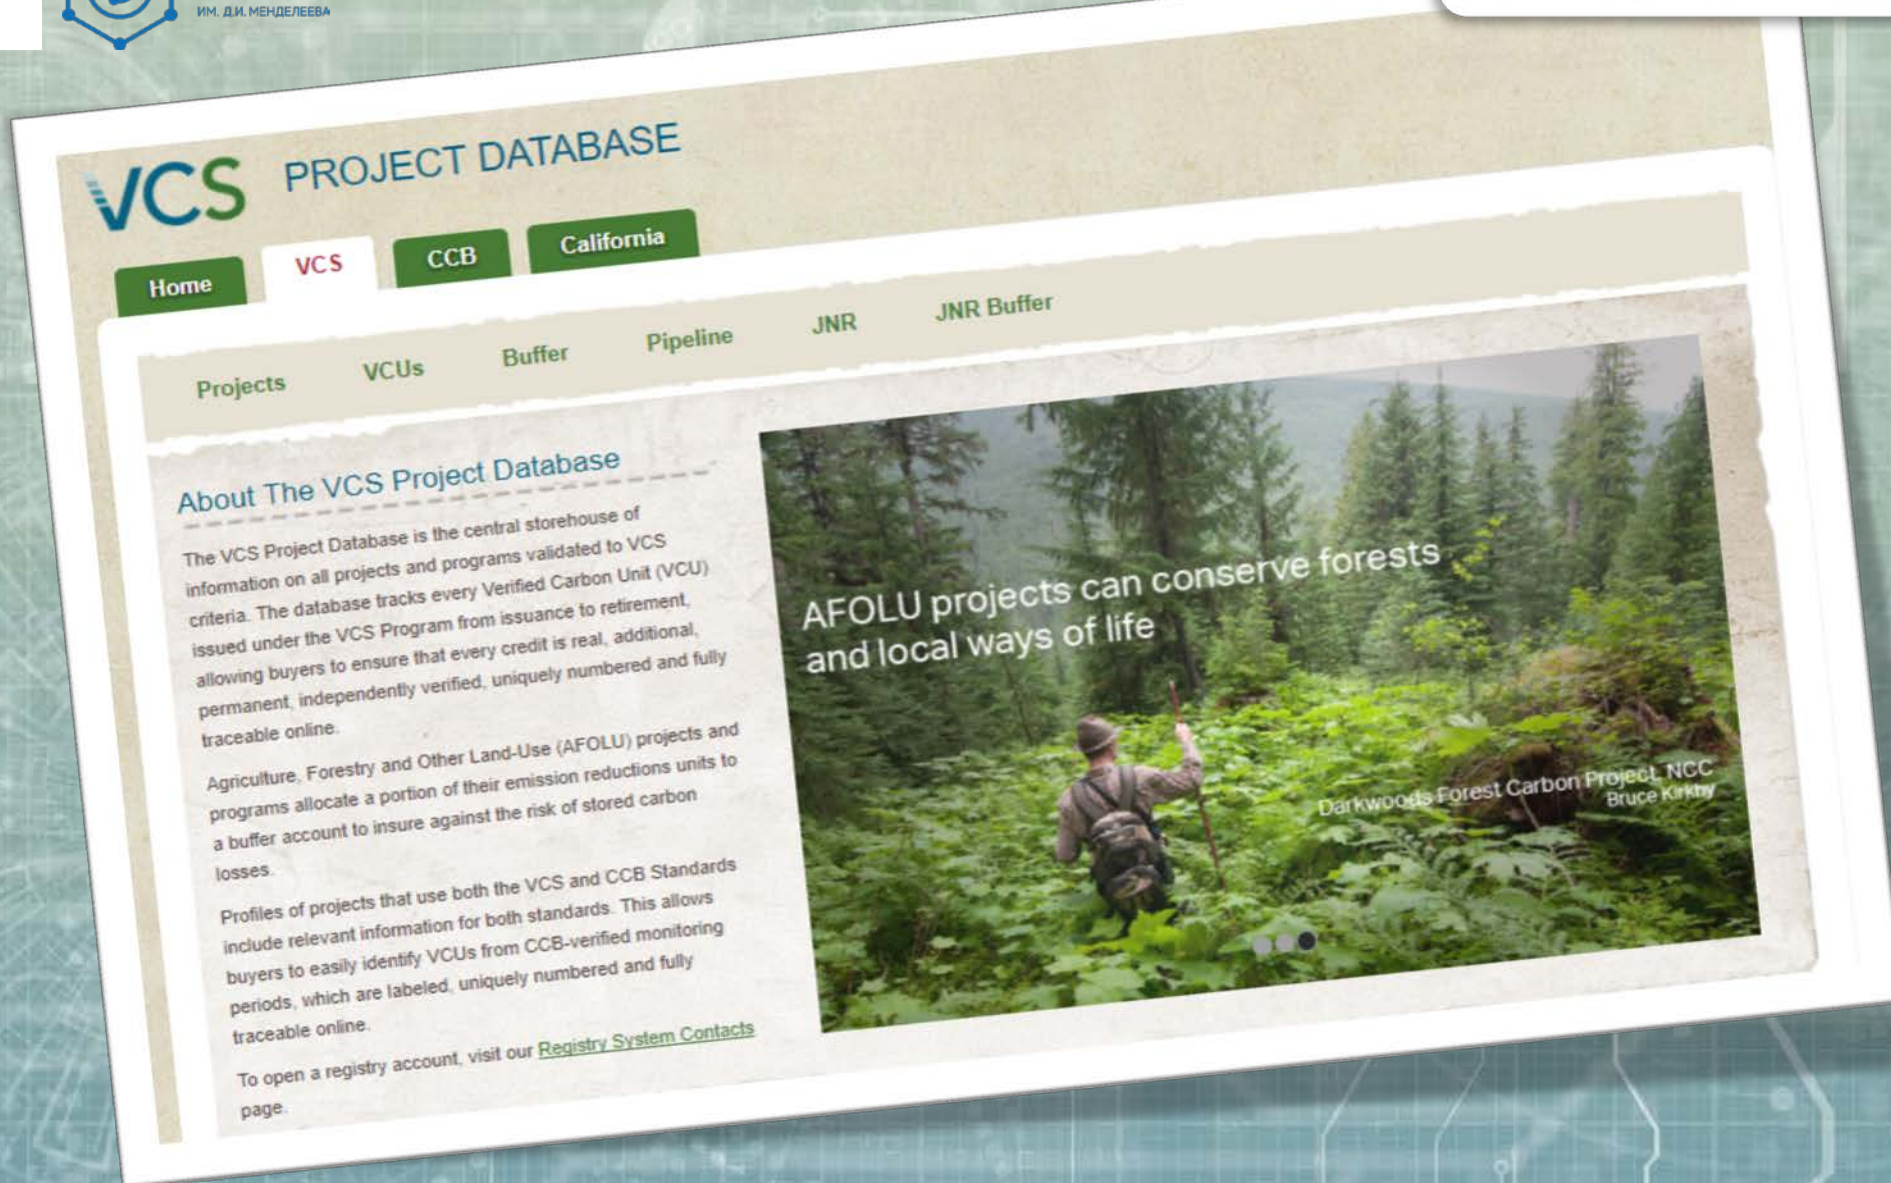 ИМ. Д.И. МЕНДЕЛЕЕВА
VCS PROJECT DATABASE
Home
VCS
CCB
California
Projects
VCUs
Buffer
Pipeline
JNR
JNR Buffer
About The VCS Project Database
The VCS Project Database is the central storehouse of
information on all projects and programs validated to VCS
criteria. The database tracks every Verified Carbon Unit (VCU)
issued under the VCS Program from issuance to retirement,
allowing buyers to ensure that every credit is real, additional,
permanent, independently verified, uniquely numbered and fully
traceable online.
Agriculture, Forestry and Other Land-Use (AFOLU) projects and
programs allocate a portion of their emission reductions units to
a buffer account to insure against the risk of stored carbon
losses.
Profiles of projects that use both the VCS and CCB Standards
include relevant information for both standards. This allows
buyers to easily identify VCUs from CCB-verified monitoring
periods, which are labeled, uniquely numbered and fully
traceable online.
To open a registry account, visit our Registry System Contacts
page.
AFOLU projects can conserve forests
and local ways of life
Darkwoods Forest Carbon Project, NCC
Bruce Kirkby